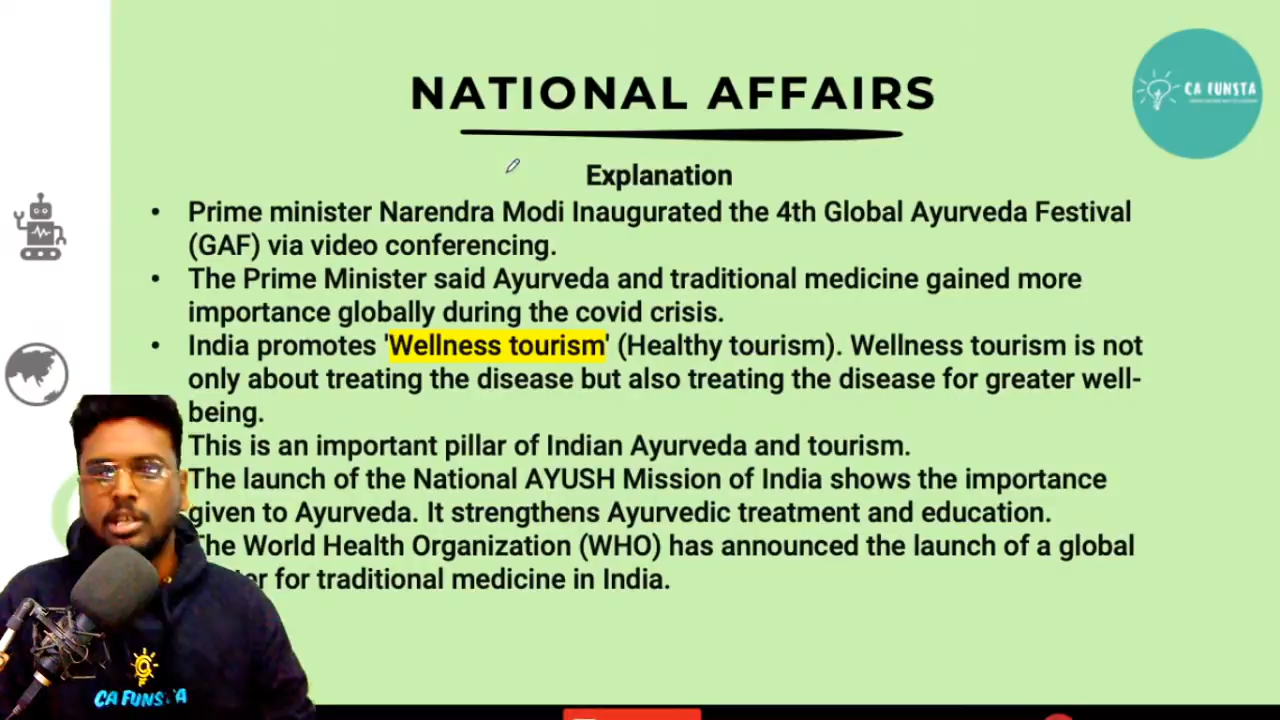 NATIONAL AFFAIRS
CA FUNSTA
Explanation
• Prime minister Narendra Modi Inaugurated the 4th Global Ayurveda Festival
(GAF) via video conferencing.
• The Prime Minister said Ayurveda and traditional medicine gained more
importance globally during the covid crisis.
• India promotes 'Wellness tourism' (Healthy tourism). Wellness tourism is not
only about treating the disease but also treating the disease for greater well-
being.
This is an important pillar of Indian Ayurveda and tourism.
The launch of the National AYUSH Mission of India shows the importance
given to Ayurveda. It strengthens Ayurvedic treatment and education.
The World Health Organization (WHO) has announced the launch of a global
for traditional medicine in India.
CA FUNSTA